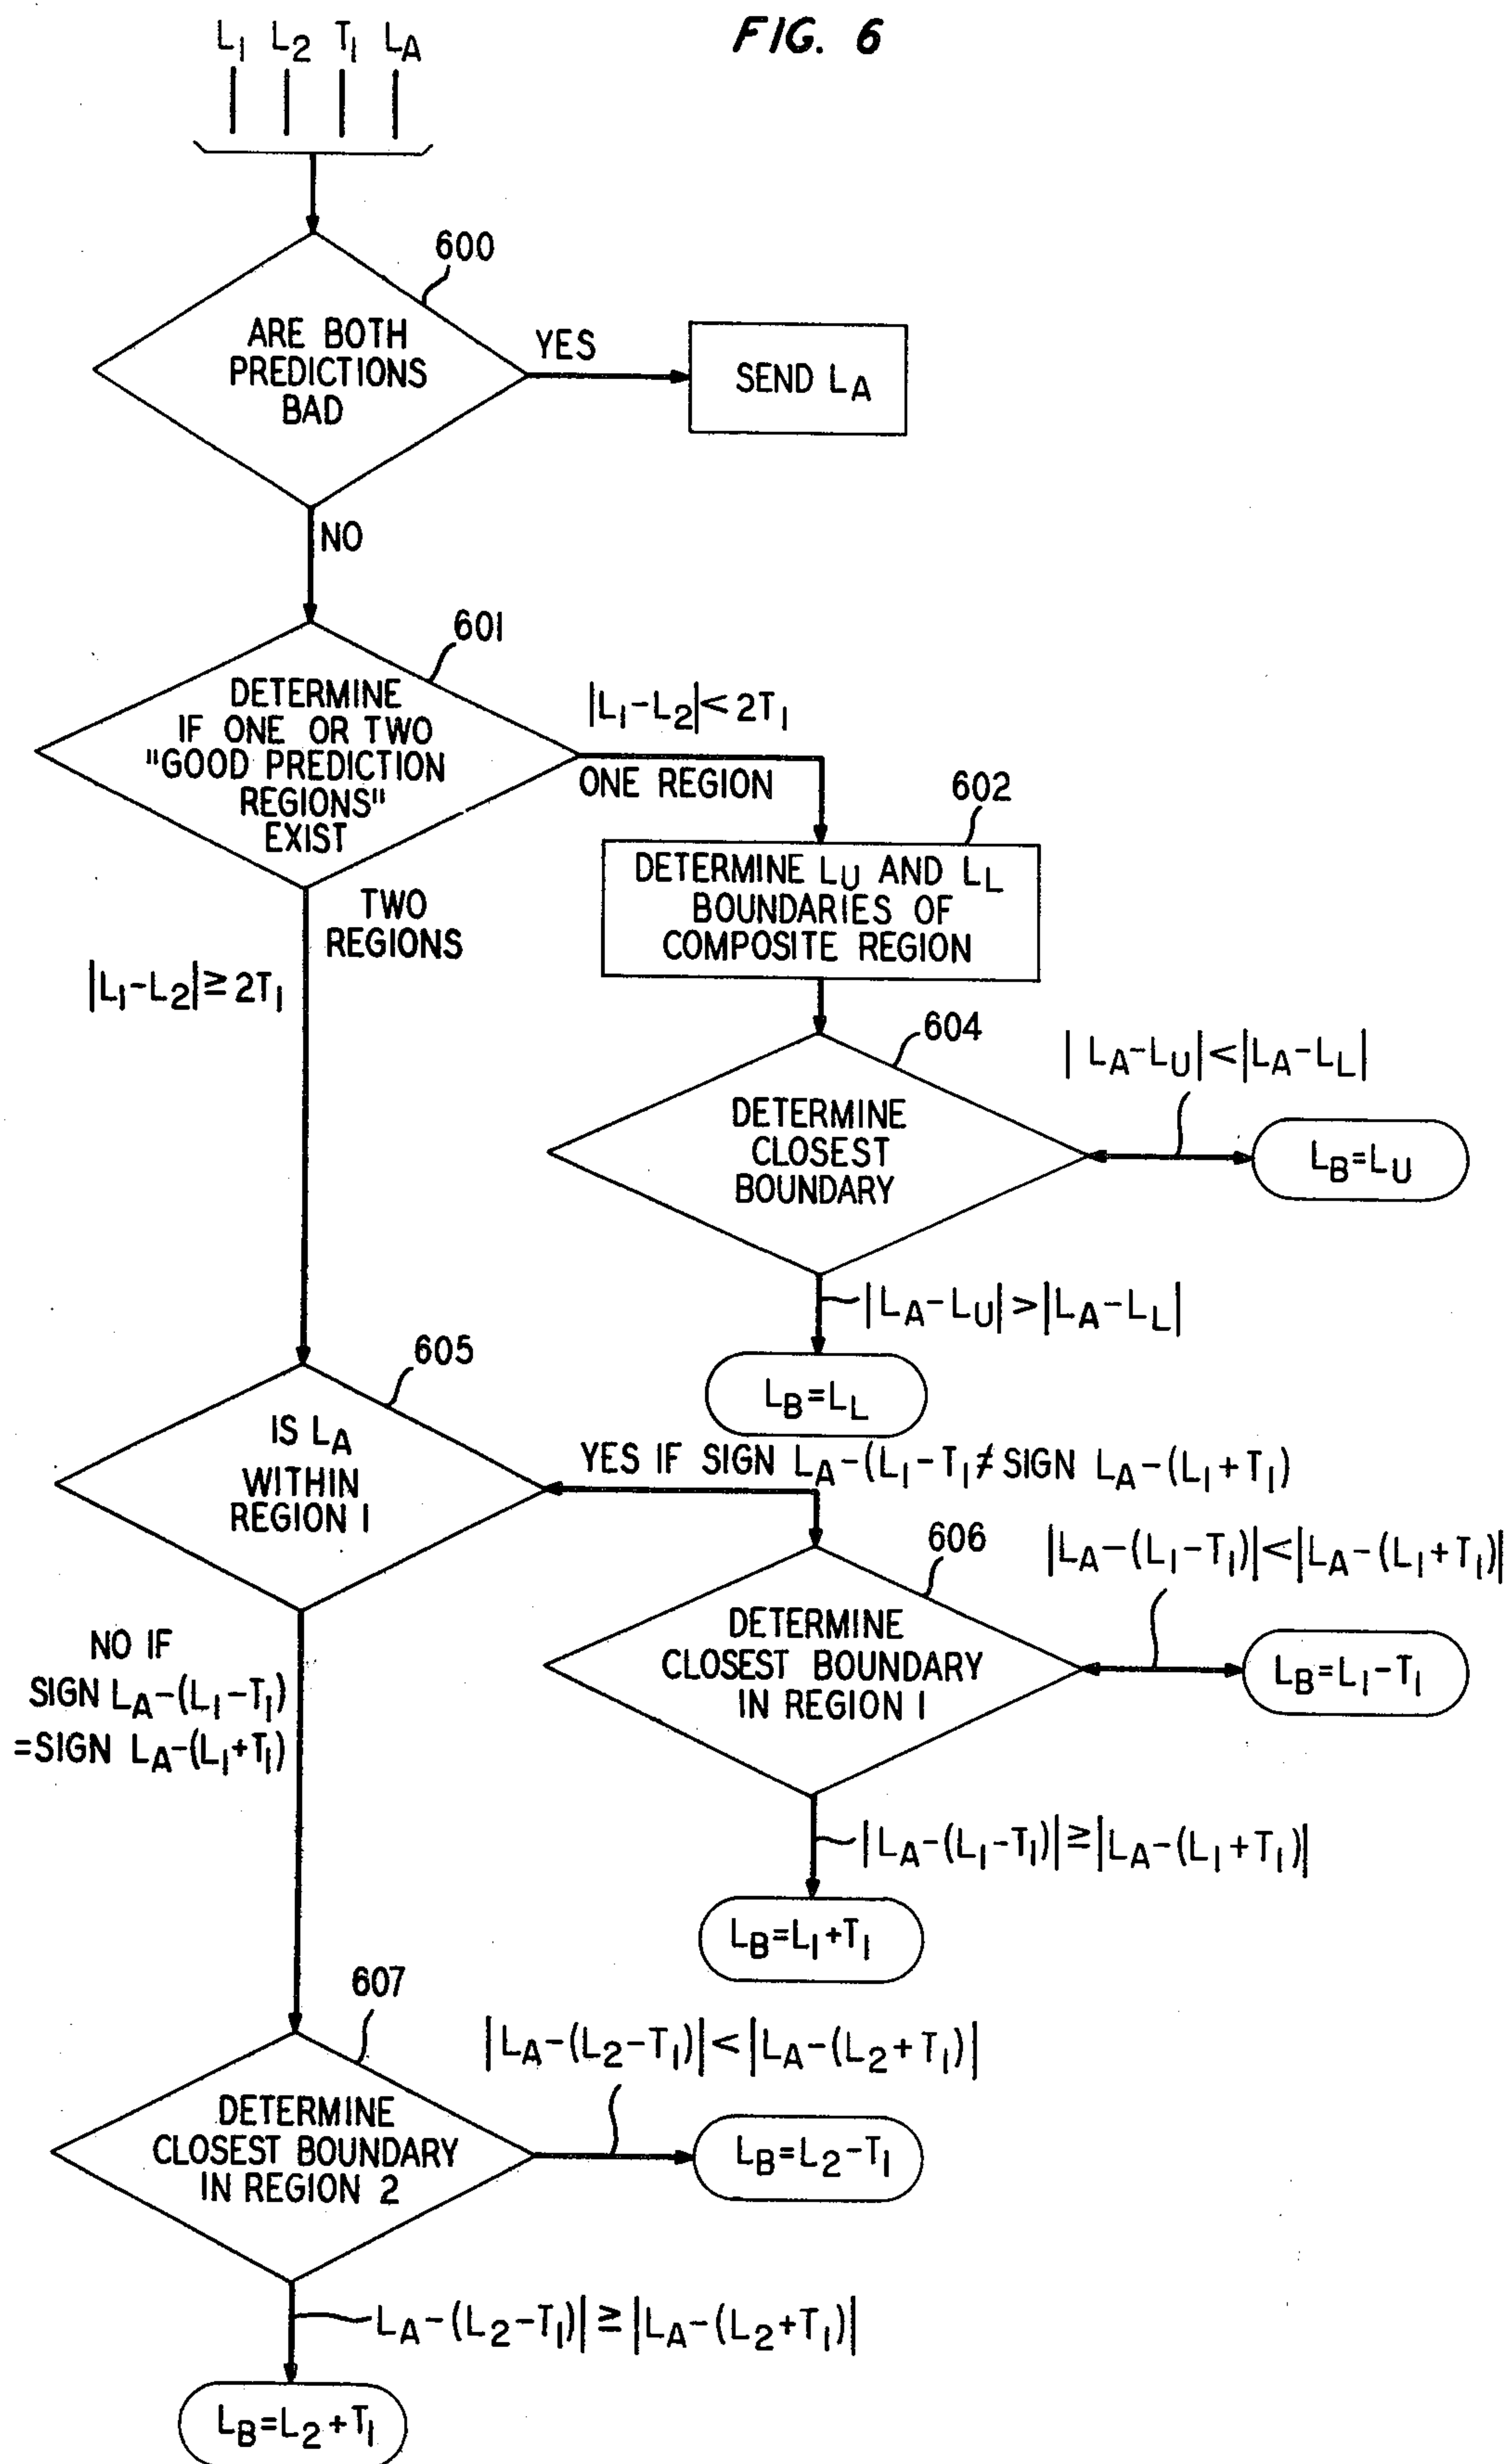 FIG. 6
L1 L2 T1 LA
600
ARE BOTH
PREDICTIONS
BAD
YES
SEND LA
NO
601
DETERMINE
IF ONE OR TWO
"GOOD PREDICTION
REGIONS"
EXIST
|L1-L2|< 2T1
ONE REGION
602
DETERMINE LU AND LL
BOUNDARIES OF
COMPOSITE REGION
TWO
REGIONS
|L1-L2|≥2T1
604
DETERMINE
CLOSEST
BOUNDARY
| LA-LU|<|LA-LL|
LB=LU
|LA-LU|>|LA-LL|
LB=LL
605
IS LA
WITHIN
REGION 1
YES IF SIGN LA-(L1-T1≠SIGN LA-(L1+T1)
606
|LA-(L1-T1)|<|LA-(L1+T1)|
DETERMINE
CLOSEST BOUNDARY
IN REGION 1
LB=L1-T1
NO IF
SIGN LA-(L1-T1)
=SIGN LA-(L1+T1)
|LA-(L1-T1)|≥|LA-(L1+T1)|
LB=L1+T1
607
|LA-(L2-T1)|<|LA-(L2+T1)|
DETERMINE
CLOSEST BOUNDARY
IN REGION 2
LB=L2-T1
LA-(L2-T1)|≥|LA-(L2+T1)|
LB=L2+T1